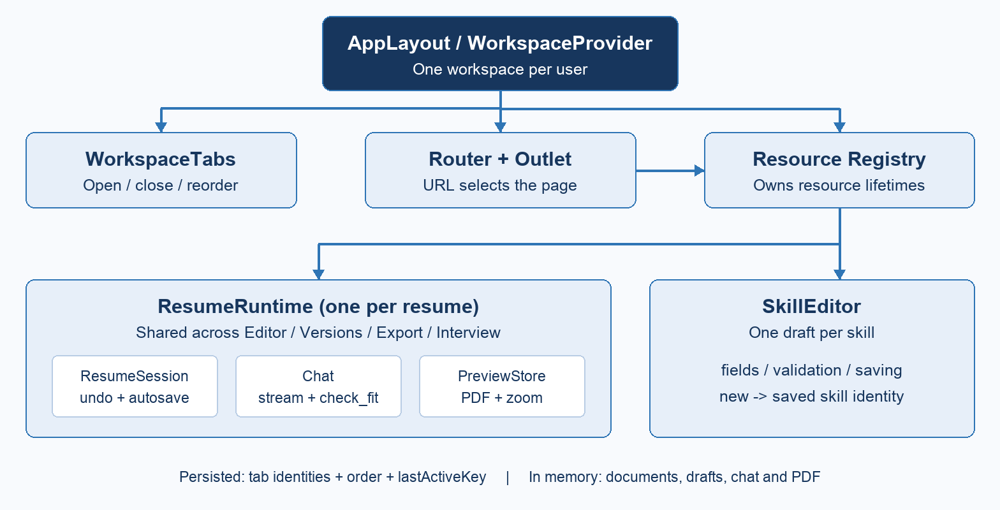 AppLayout / WorkspaceProvider
One workspace per user
WorkspaceTabs
Open / close / reorder
Router + Outlet
URL selects the page
Resource Registry
Owns resource lifetimes
ResumeRuntime (one per resume)
Shared across Editor / Versions / Export / Interview
ResumeSession
undo + autosave
Chat
stream + check_fit
PreviewStore
PDF + zoom
SkillEditor
One draft per skill
fields / validation / saving
new -> saved skill identity
Persisted: tab identities + order + lastActiveKey | In memory: documents, drafts, chat and PDF